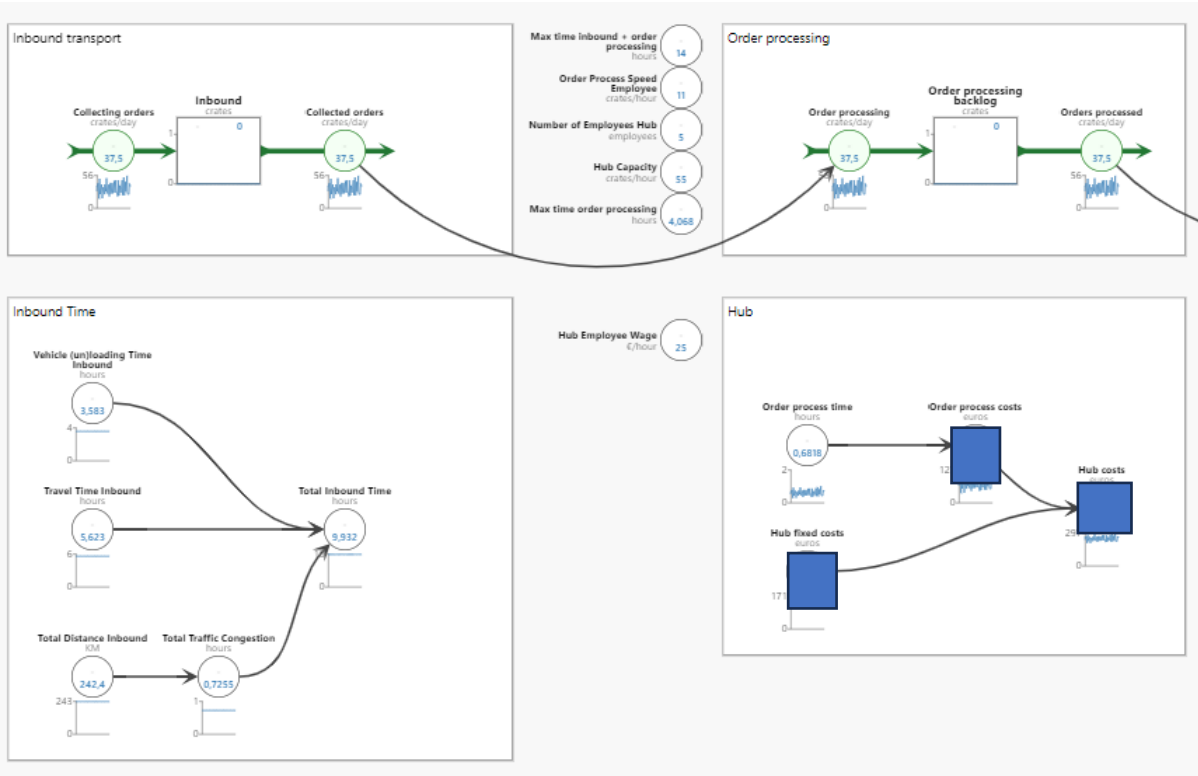 Inbound transport
Collecting orders
crates/day
37,5
56
0
Inbound
crates
0
1
0
Collected orders
crates/day
37,5
56
0
Max time inbound + order
processing
hours
14
Order Process Speed
Employee
crates/hour
11
Number of Employees Hub
employees
5
Hub Capacity
crates/hour
55
Max time order processing
hours
4,068
Order processing
Order processing
crates/day
37,5
56
0
Order processing
backlog
crates
0
1
0
Orders processed
crates/day
37,5
56
0
Inbound Time
Vehicle (un)loading Time
Inbound
hours
3,583
4
0
Travel Time Inbound
hours
5,623
6
0
Total Inbound Time
hours
9,932
0
Total Distance Inbound
KM
242,4
243
0
Total Traffic Congestion
hours
0,7255
1
0
Hub Employee Wage
€/hour
25
Hub
Order process time
hours
0,6818
2
0
Order process costs
euros
12
0
Hub costs
euros
29
0
Hub fixed costs
euros
171
0